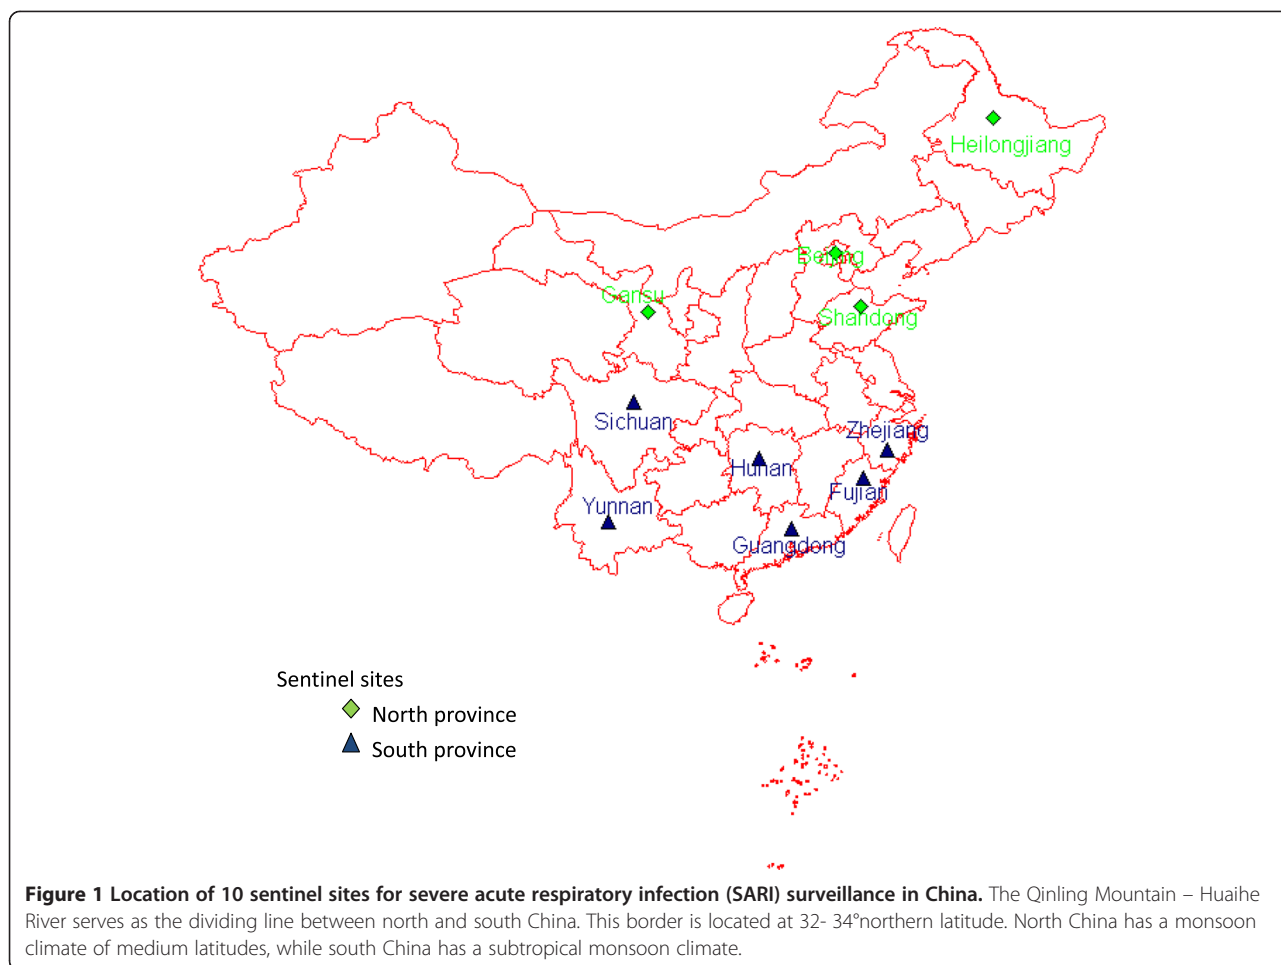 Heilongjiang
Beijing
Gansu
Shandong
Sichuan
Zhejiang
Hunan
Fujian
Yunnan
Guangdong
Sentinel sites
North province
South province
Figure 1 Location of 10 sentinel sites for severe acute respiratory infection (SARI) surveillance in China. The Qinling Mountain – Huaihe
River serves as the dividing line between north and south China. This border is located at 32- 34°northern latitude. North China has a monsoon
climate of medium latitudes, while south China has a subtropical monsoon climate.